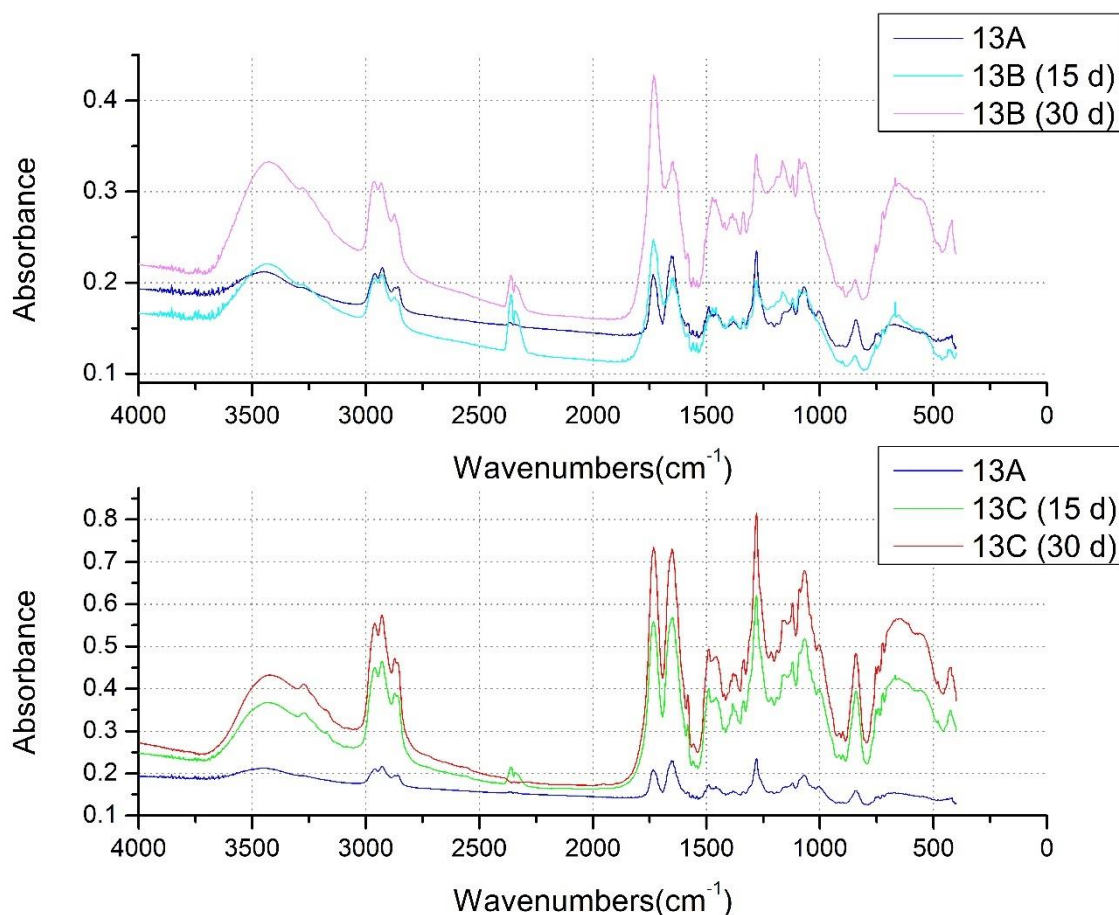 13A
13B (15 d)
13B (30 d)
0.4
0.3
0.2
0.1
Absorbance
4000 3500 3000 2500 2000 1500 1000 500 0
Wavenumbers(cm⁻¹)
13A
13C (15 d)
13C (30 d)
0.8
0.7
0.6
0.5
0.4
0.3
0.2
0.1
Absorbance
4000 3500 3000 2500 2000 1500 1000 500 0
Wavenumbers(cm⁻¹)